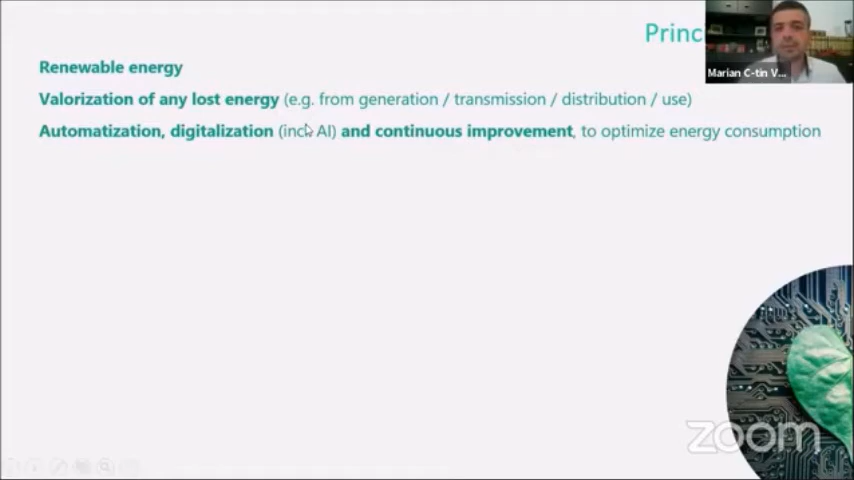 Princ
Marian C-tin V...
Renewable energy
Valorization of any lost energy (e.g. from generation / transmission / distribution / use)
Automatization, digitalization (incl. AI) and continuous improvement, to optimize energy consumption
zoom